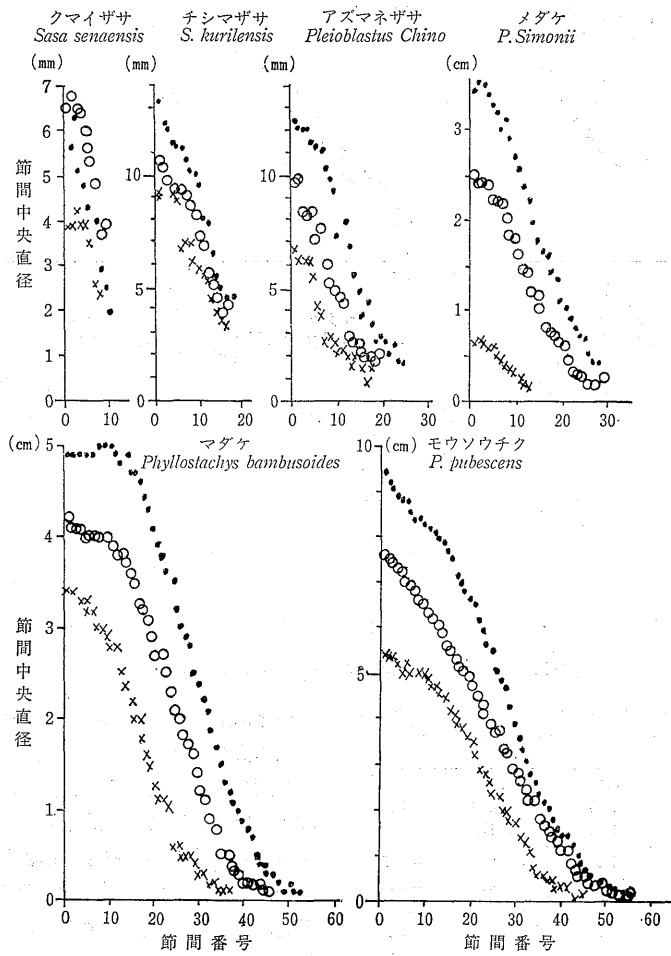 クマイザサ
Sasa senaensis
(mm)
7
6
5
4
3
2
1
0
0 10
チシマザサ
S. kurilensis
(mm)
10
5
0
0 10 20
アズマネザサ
Pleioblastus Chino
(mm)
10
5
0
0 10 20 30
メダケ
P. Simonii
(cm)
3
2
1
0
0 10 20 30
節間中央直径
マダケ
Phyllostachys bambusoides
(cm)
5
4
3
2
1
0
0 10 20 30 40 50 60
節間番号
モウソウチク
P. pubescens
(cm)
10
5
0
0 10 20 30 40 50 60
節間番号
節間中央直径